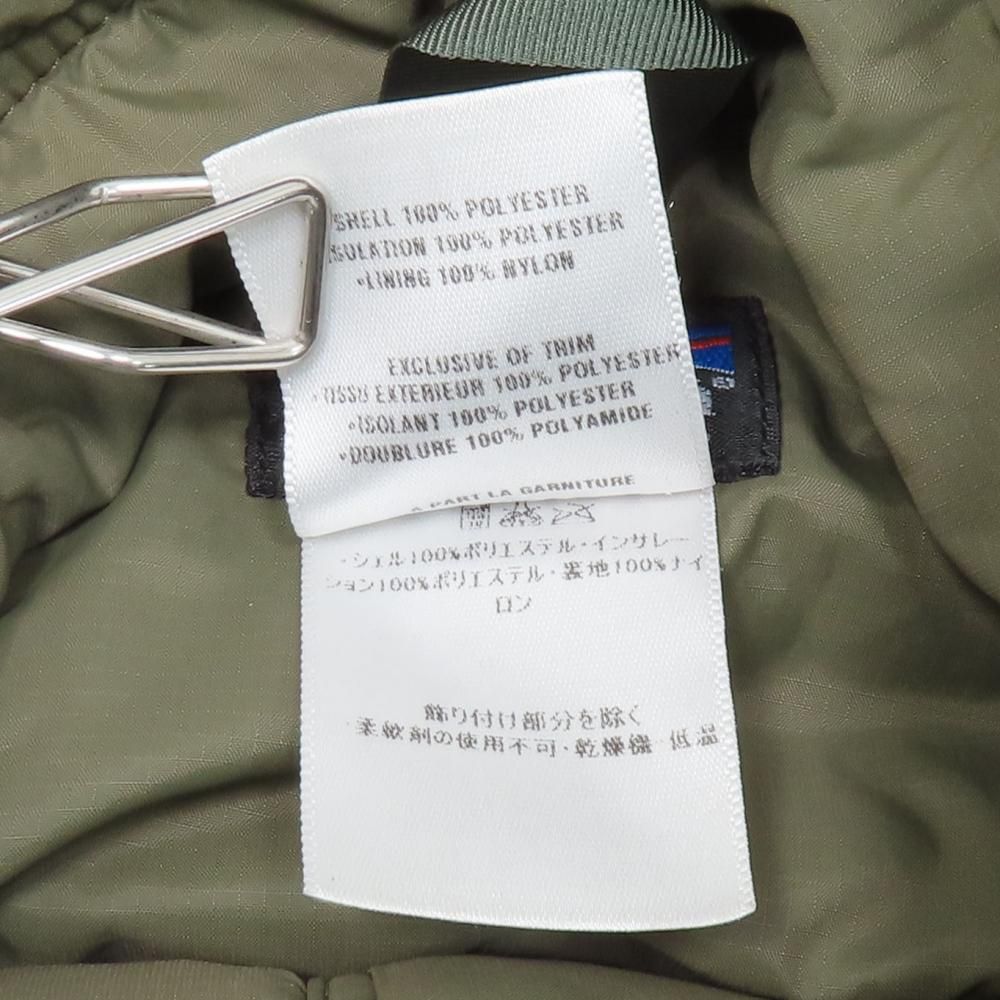 SHELL 100% POLYESTER
ISULATION 100% POLYESTER
•LINING 100% NYLON
EXCLUSIVE OF TRIM
TISSU EXTERIEUR 100% POLYESTER
•ISOLANT 100% POLYESTER
•DOUBLURE 100% POLYAMIDE
A PART LA GARNITURE
・シェル100%ポリエステル・インサレー
ション100%ポリエステル・裏地100%ナイ
ロン
飾り付け部分を除く
柔軟剤の使用不可・乾燥機 低温